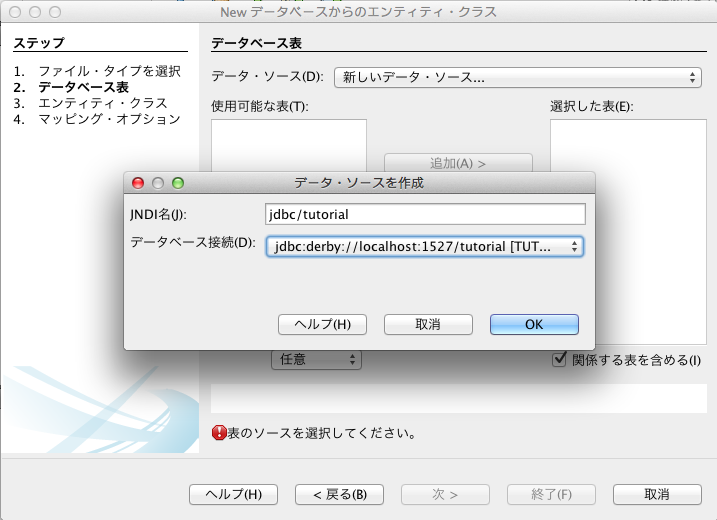 New データベースからのエンティティ・クラス
ステップ
1. ファイル・タイプを選択
2. データベース表
3. エンティティ・クラス
4. マッピング・オプション
データベース表
データ・ソース(D): 新しいデータ・ソース...
使用可能な表(T): 選択した表(E):
追加(A) >
データ・ソースを作成
JNDI名(J): jdbc/tutorial
データベース接続(D): jdbc:derby://localhost:1527/tutorial [TUT...
ヘルプ(H) 取消 OK
任意 関係する表を含める(I)
表のソースを選択してください。
ヘルプ(H) < 戻る(B) 次 > 終了(F) 取消